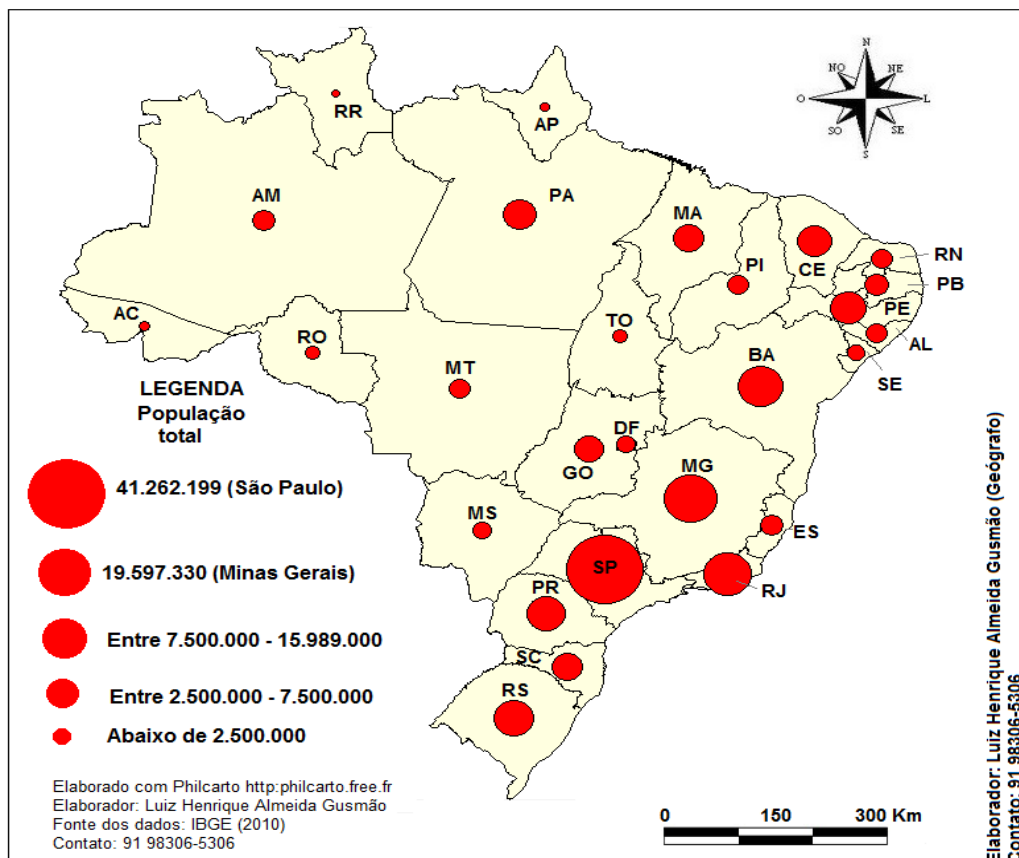 N
NO
NE
O
L
SO
SE
S
RR
AP
AM
PA
MA
CE
RN
PI
PB
PE
AC
RO
TO
AL
MT
BA
SE
LEGENDA
População
total
DF
GO
MG
41.262.199 (São Paulo)
MS
ES
SP
19.597.330 (Minas Gerais)
PR
RJ
Entre 7.500.000 - 15.989.000
SC
Entre 2.500.000 - 7.500.000
RS
Abaixo de 2.500.000
Elaborado com Philcarto http:philcarto.free.fr
Elaborador: Luiz Henrique Almeida Gusmão
Fonte dos dados: IBGE (2010)
Contato: 91 98306-5306
0 150 300 Km
Elaborador: Luiz Henrique Almeida Gusmão (Geógrafo)
Contato: 91 98306-5306